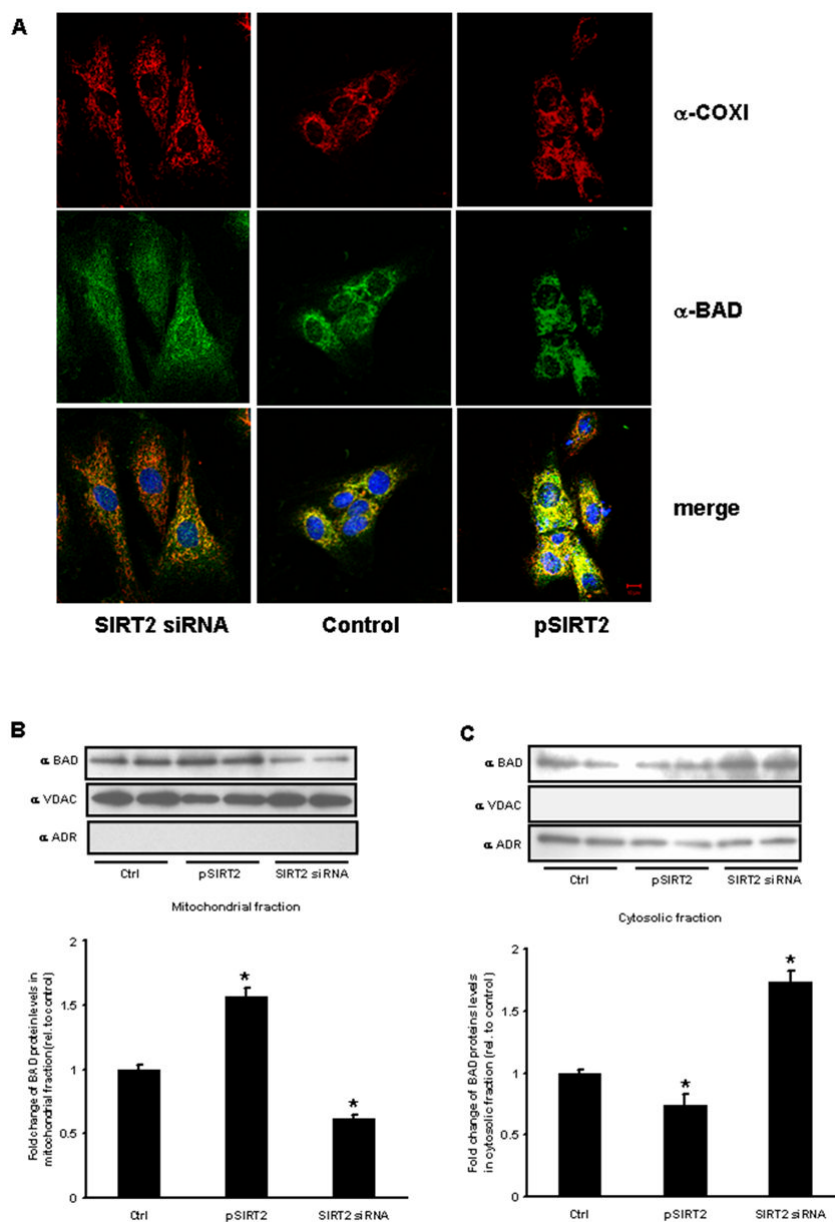 A
α-COXI
α-BAD
merge
SIRT2 siRNA Control pSIRT2
B
α BAD
α VDAC
α ADR
Ctrl pSIRT2 SIRT2 siRNA
Mitochondrial fraction
Fold change of BAD protein levels in
mitochondrial fraction (rel. to control)
2
1.5
1
0.5
0
*
*
Ctrl pSIRT2 SIRT2 siRNA
C
α BAD
α VDAC
α ADR
Ctrl pSIRT2 SIRT2 siRNA
Cytosolic fraction
Fold change of BAD proteins levels
in cytosolic fraction (rel. to control)
2
1.5
1
0.5
0
*
*
Ctrl pSIRT2 SIRT2 siRNA